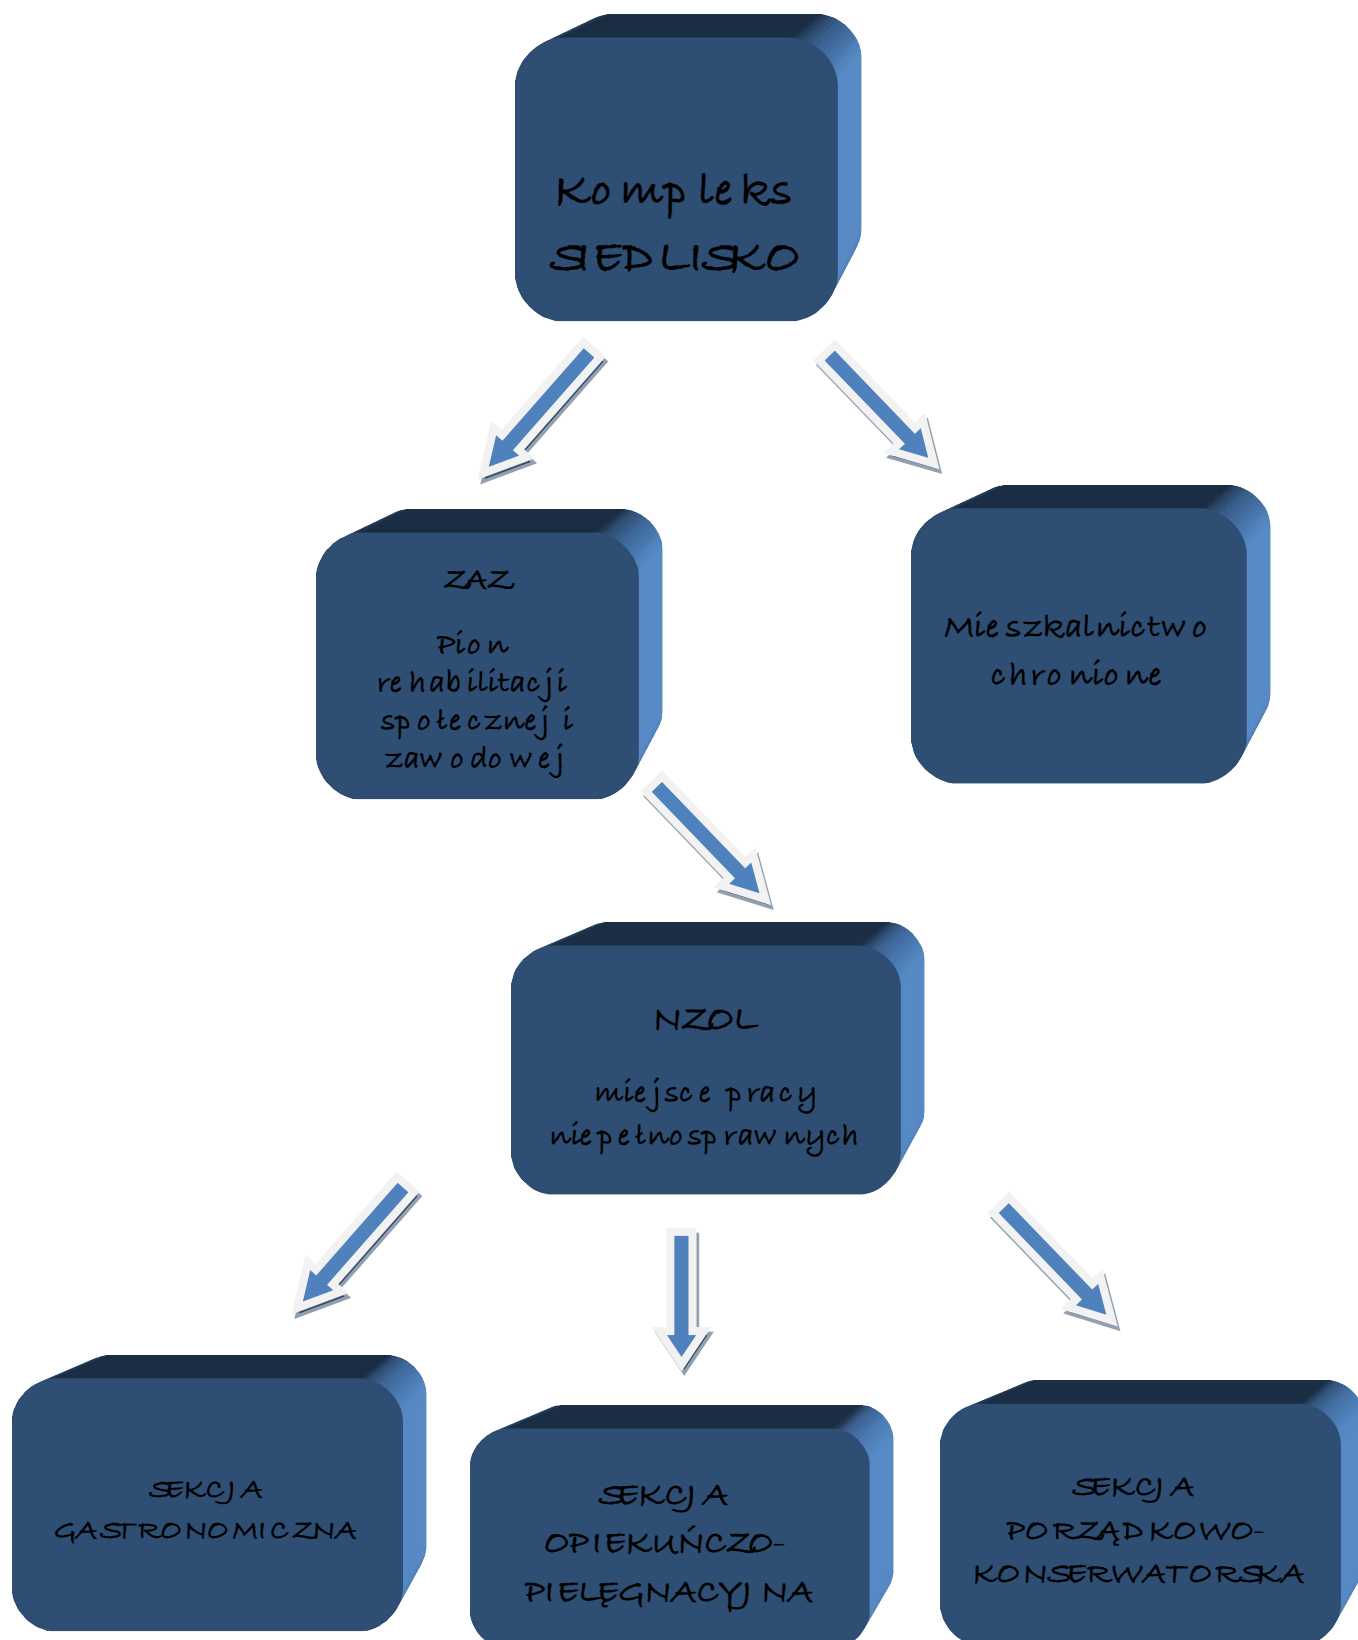 Kompleks
SIEDLISKO
ZAZ
Pion
rehabilitacji
społecznej i
zawodowej
Mieszkalnictwo
chronione
NZOL
miejsce pracy
niepełnosprawnych
SEKCJA
GASTRONOMICZNA
SEKCJA
OPIEKUŃCZO-
PIELĘGNACYJNA
SEKCJA
PORZĄDKOWO-
KONSERWATORSKA